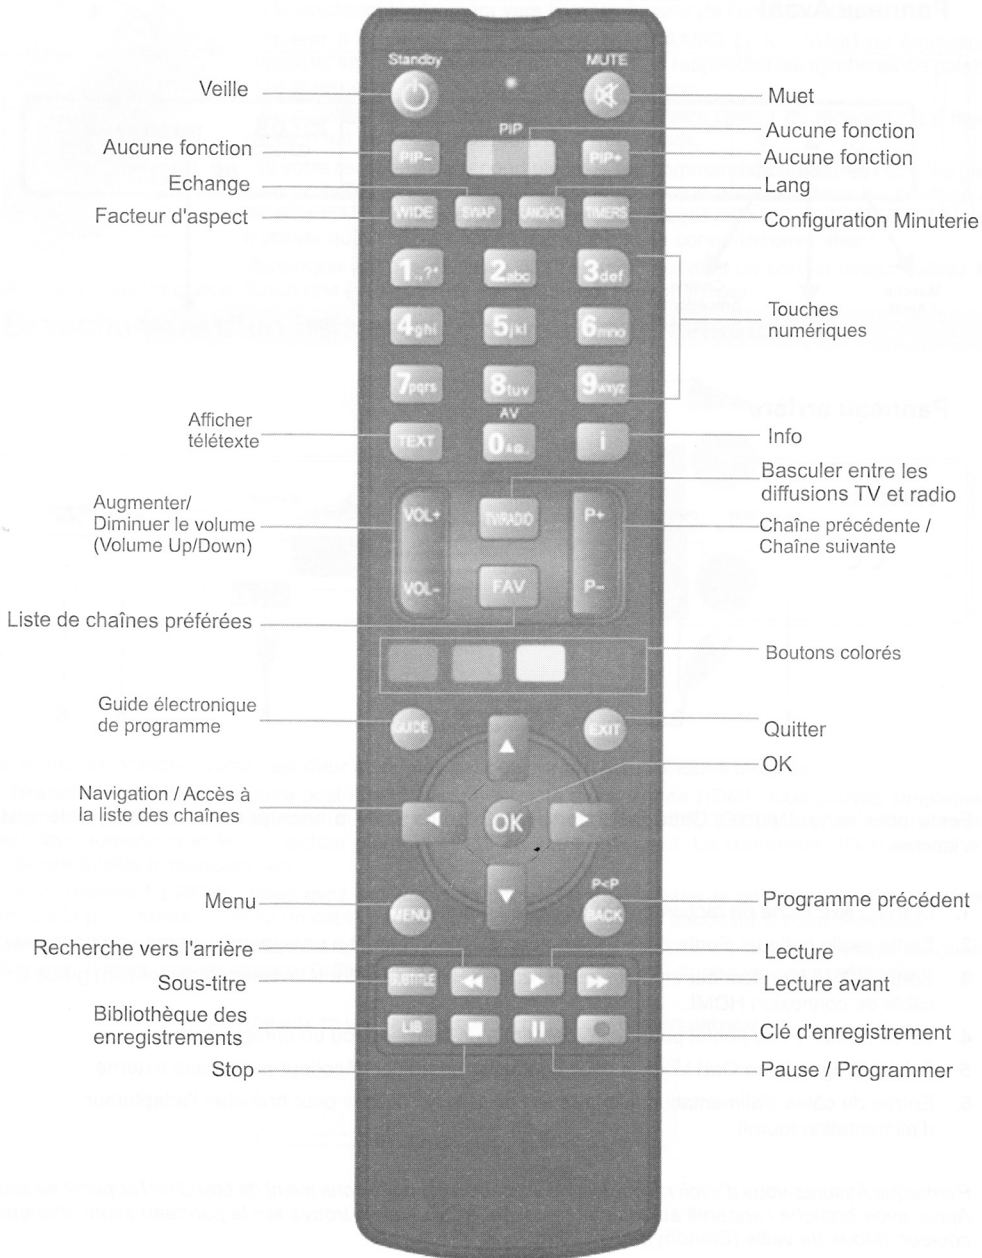 Standby
MUTE
Veille
Muet
PIP
Aucune fonction
Aucune fonction
PIP−
PIP+
Aucune fonction
Echange
Lang
Facteur d'aspect
WIDE
SWAP
TIMERS
Configuration Minuterie
1..?*
2abc
3def
Touches
numériques
4ghi
5jkl
6mno
7pqrs
8tuv
9wxyz
AV
Afficher
télétexte
TEXT
0
i
Info
Basculer entre les
diffusions TV et radio
Augmenter/
Diminuer le volume
(Volume Up/Down)
VOL+
TV/RADIO
P+
Chaîne précédente /
Chaîne suivante
VOL−
FAV
P−
Liste de chaînes préférées
Boutons colorés
Guide électronique
de programme
GUIDE
EXIT
Quitter
OK
Navigation / Accès à
la liste des chaînes
OK
P<P
Menu
MENU
BACK
Programme précédent
Recherche vers l'arrière
Lecture
Sous-titre
SUBTITLE
Lecture avant
Bibliothèque des
enregistrements
LIB
Clé d'enregistrement
Stop
Pause / Programmer